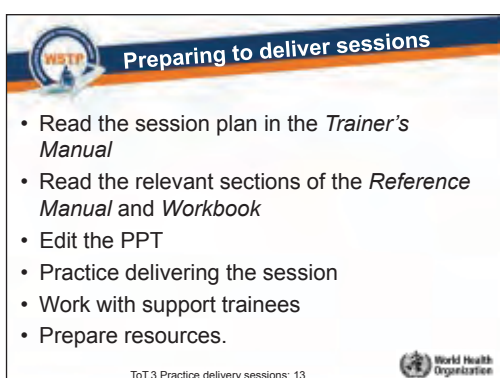 WSTP
Preparing to deliver sessions
• Read the session plan in the Trainer's
Manual
• Read the relevant sections of the Reference
Manual and Workbook
• Edit the PPT
• Practice delivering the session
• Work with support trainees
• Prepare resources.
ToT 3 Practice delivery sessions: 13
World Health
Organization